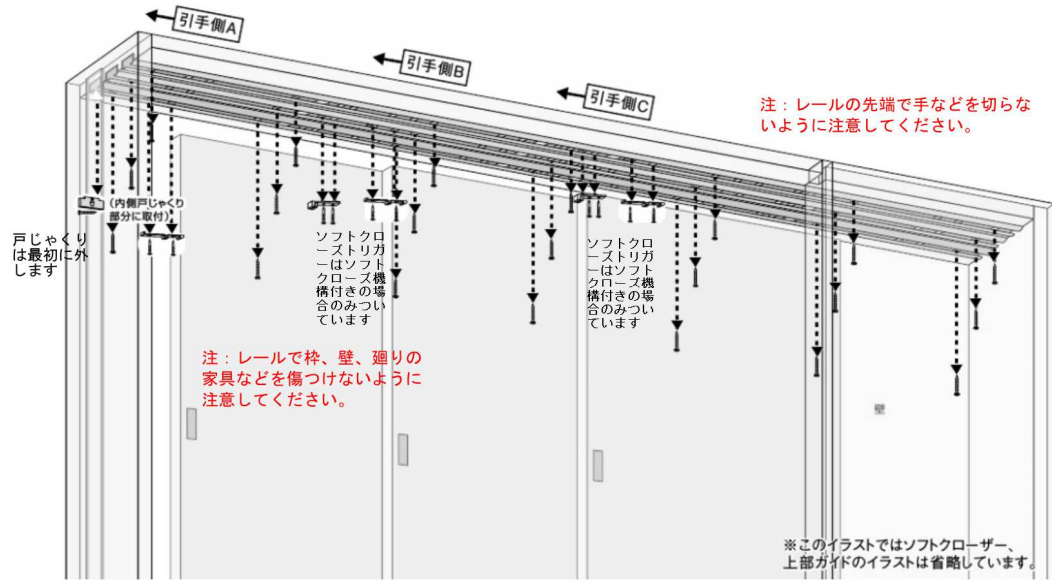 引手側A
引手側B
引手側C
注：レールの先端で手などを切らな
いように注意してください。
（内側戸じゃくり
部分に取付）
戸じゃくり
は最初に外
します
ソフトクロ
ーズトリガ
ーはソフト
クローズ機
構付きの場
合のみつい
ています
ソフトクロ
ーズトリガ
ーはソフト
クローズ機
構付きの場
合のみつい
ています
注：レールで枠、壁、廻りの
家具などを傷つけないように
注意してください。
壁
※このイラストではソフトクローザー、
上部ガイドのイラストは省略しています。